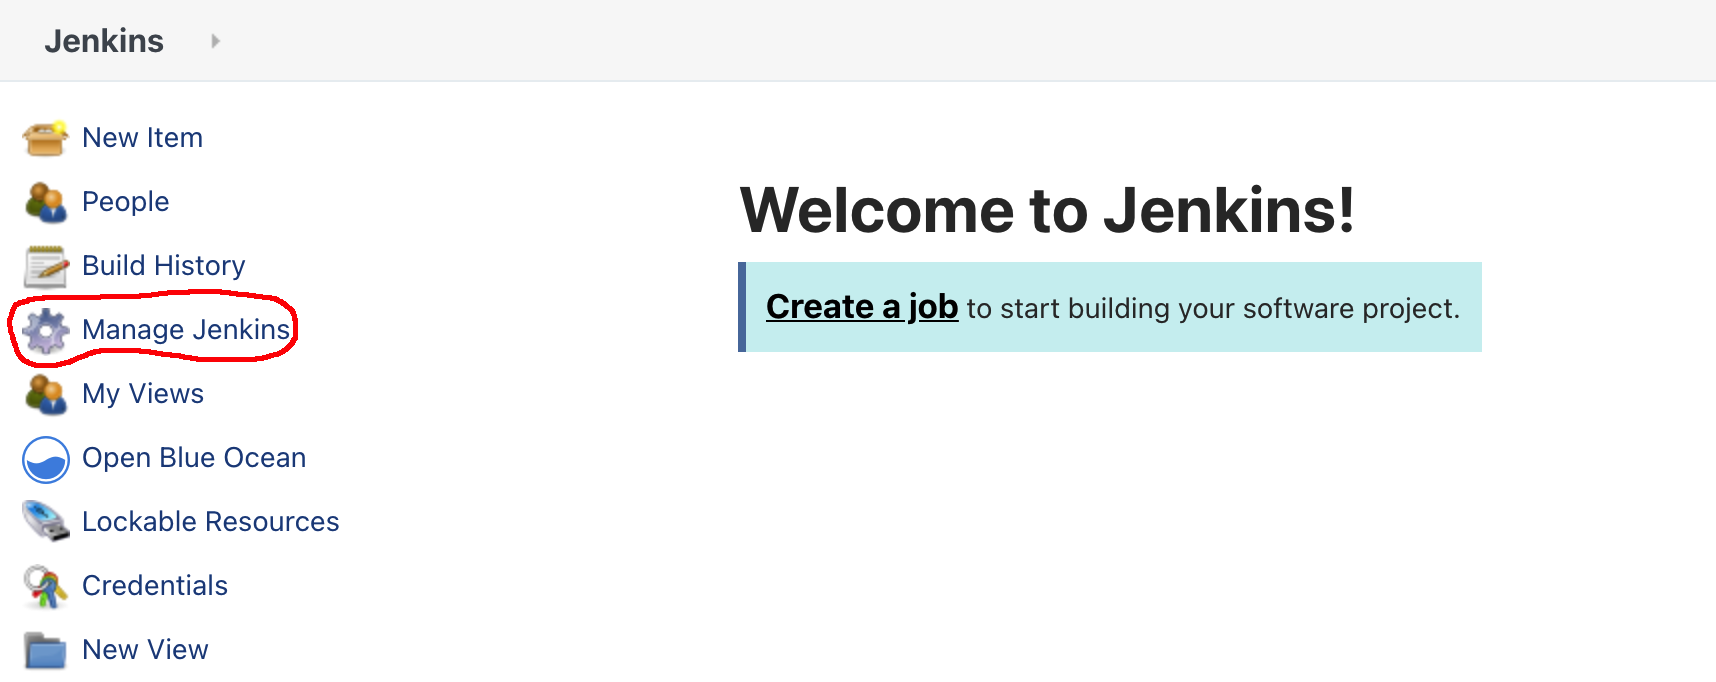 Jenkins
New Item
People
Build History
Manage Jenkins
My Views
Open Blue Ocean
Lockable Resources
Credentials
New View
Welcome to Jenkins!
Create a job to start building your software project.